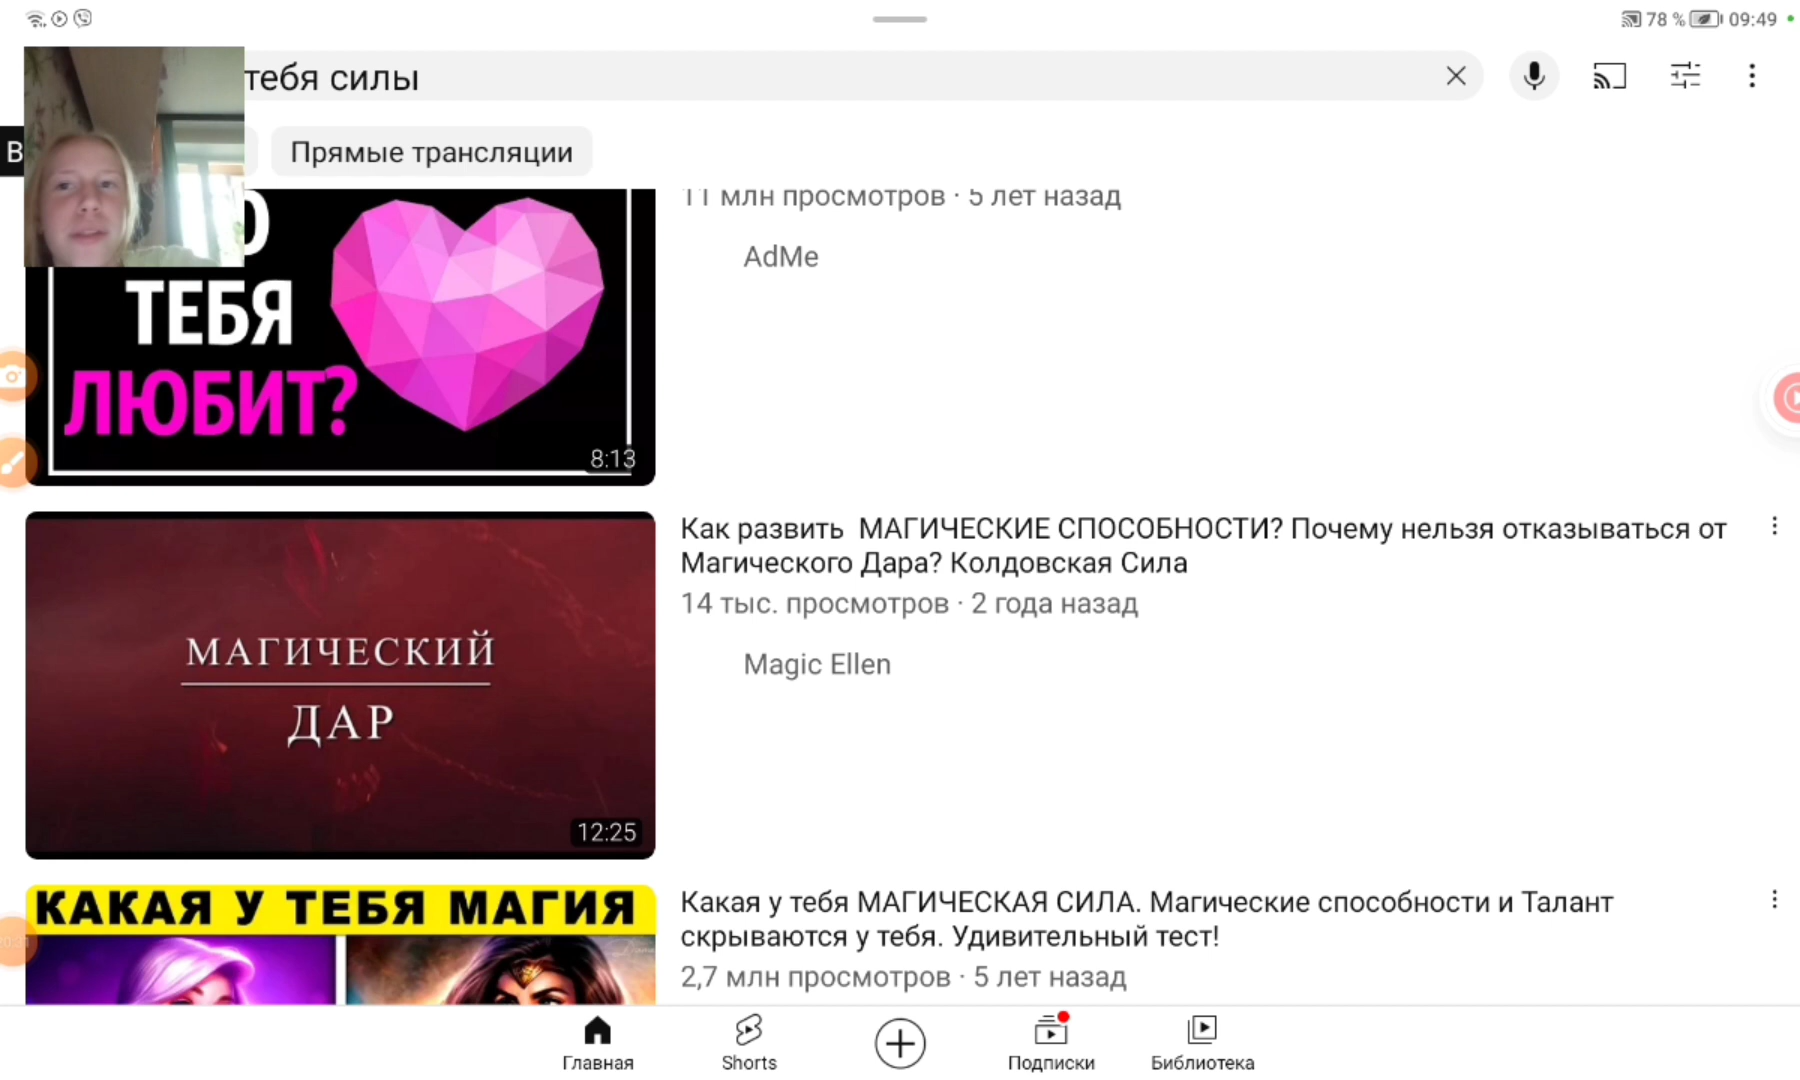 78 % 09:49
тебя силы
В
Прямые трансляции
11 млн просмотров · 5 лет назад
AdMe
О
ТЕБЯ
ЛЮБИТ?
8:13
Как развить МАГИЧЕСКИЕ СПОСОБНОСТИ? Почему нельзя отказываться от
Магического Дара? Колдовская Сила
14 тыс. просмотров · 2 года назад
Magic Ellen
МАГИЧЕСКИЙ
ДАР
12:25
КАКАЯ У ТЕБЯ МАГИЯ
Какая у тебя МАГИЧЕСКАЯ СИЛА. Магические способности и Талант
скрываются у тебя. Удивительный тест!
2,7 млн просмотров · 5 лет назад
Главная
Shorts
Подписки
Библиотека